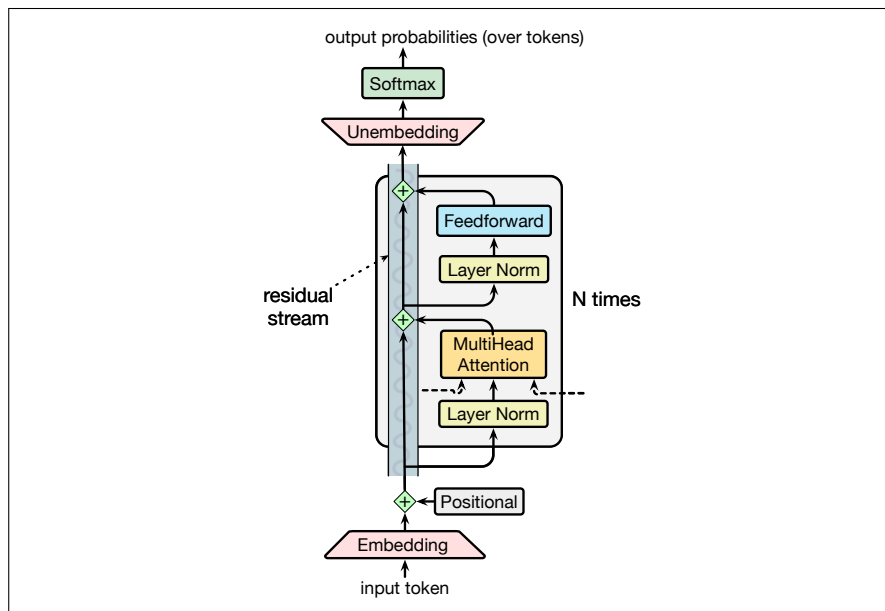 output probabilities (over tokens)
Softmax
Unembedding
+
Feedforward
Layer Norm
residual
stream
N times
+
MultiHead
Attention
Layer Norm
+
Positional
Embedding
input token